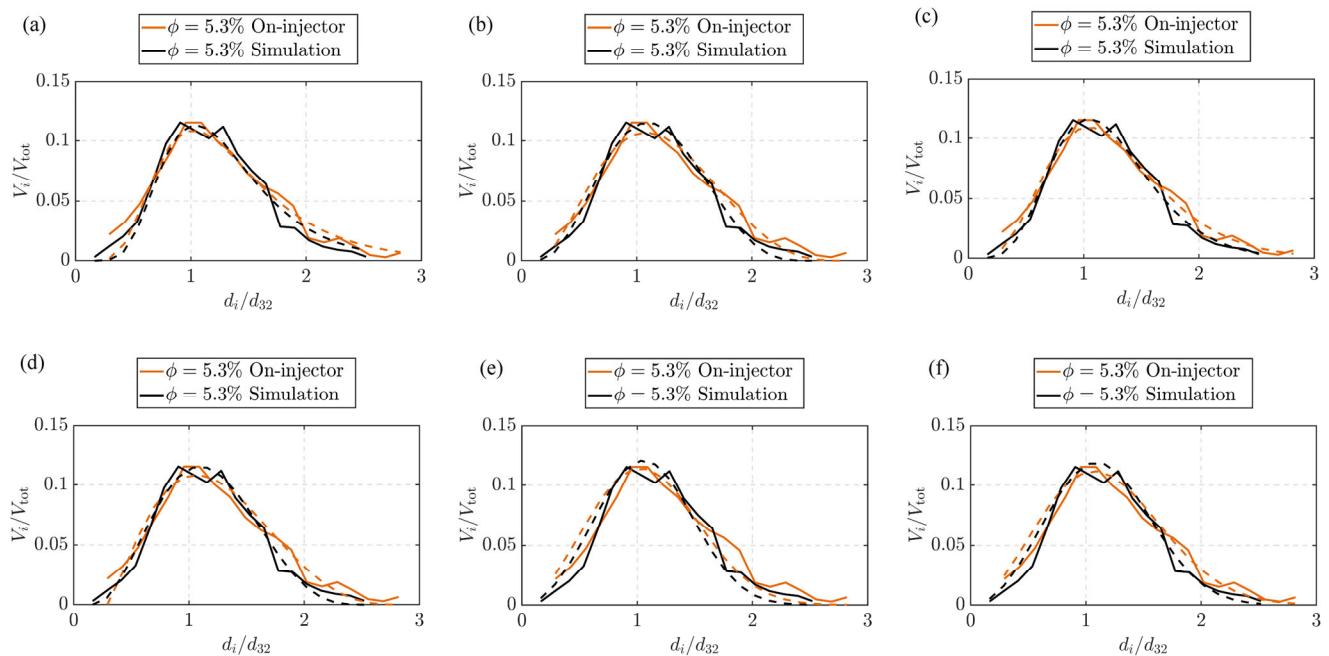 (a)
ϕ = 5.3% On-injector
ϕ = 5.3% Simulation
0.15
0.1
0.05
0
V_i/V_tot
0 1 2 3
d_i/d_32
(b)
ϕ = 5.3% On-injector
ϕ = 5.3% Simulation
0.15
0.1
0.05
0
V_i/V_tot
0 1 2 3
d_i/d_32
(c)
ϕ = 5.3% On-injector
ϕ = 5.3% Simulation
0.15
0.1
0.05
0
V_i/V_tot
0 1 2 3
d_i/d_32
(d)
ϕ = 5.3% On-injector
ϕ − 5.3% Simulation
0.15
0.1
0.05
0
V_i/V_tot
0 1 2 3
d_i/d_32
(e)
ϕ = 5.3% On-injector
ϕ − 5.3% Simulation
0.15
0.1
0.05
0
V_i/V_tot
0 1 2 3
d_i/d_32
(f)
ϕ = 5.3% On-injector
ϕ − 5.3% Simulation
0.15
0.1
0.05
0
V_i/V_tot
0 1 2 3
d_i/d_32